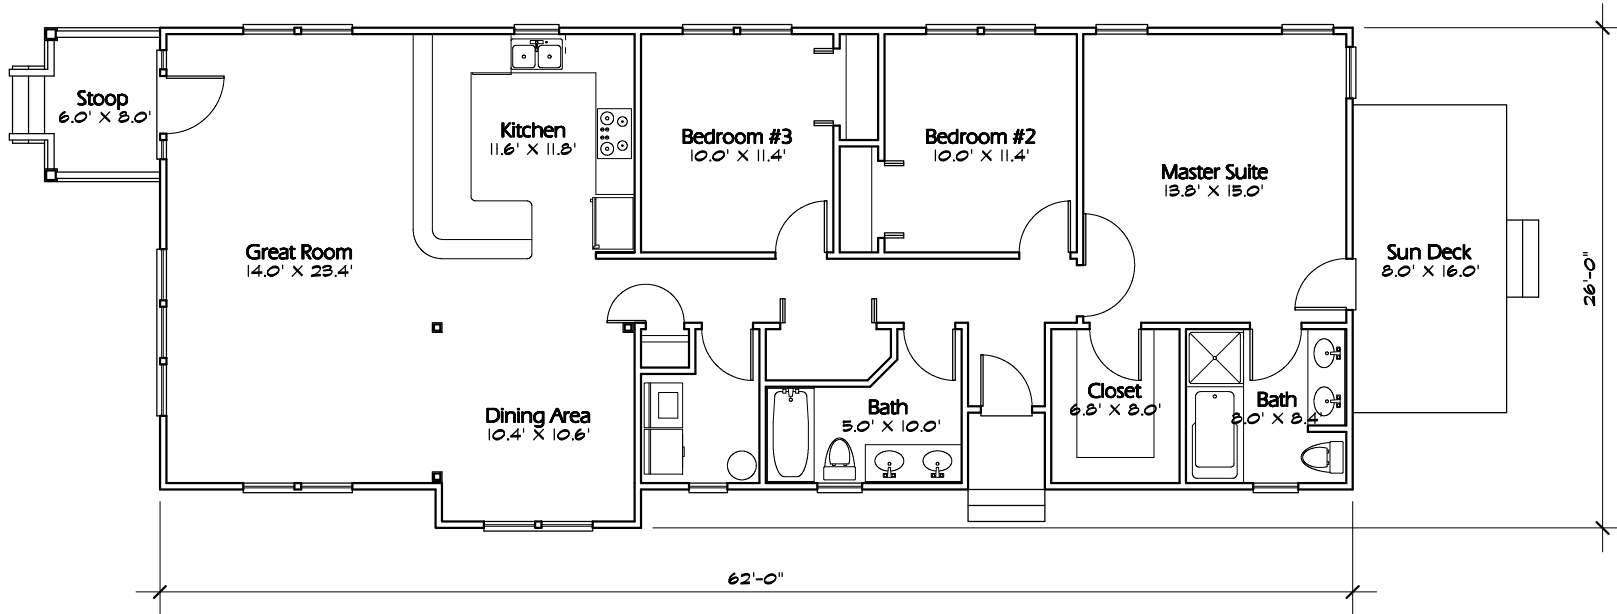 Stoop
6.0' X 8.0'
Kitchen
11.6' X 11.8'
Bedroom #3
10.0' X 11.4'
Bedroom #2
10.0' X 11.4'
Master Suite
13.8' X 15.0'
Great Room
14.0' X 23.4'
Sun Deck
8.0' X 16.0'
26'-0"
Dining Area
10.4' X 10.6'
Bath
5.0' X 10.0'
Closet
6.8' X 8.0'
Bath
8.0' X 8.4'
62'-0"